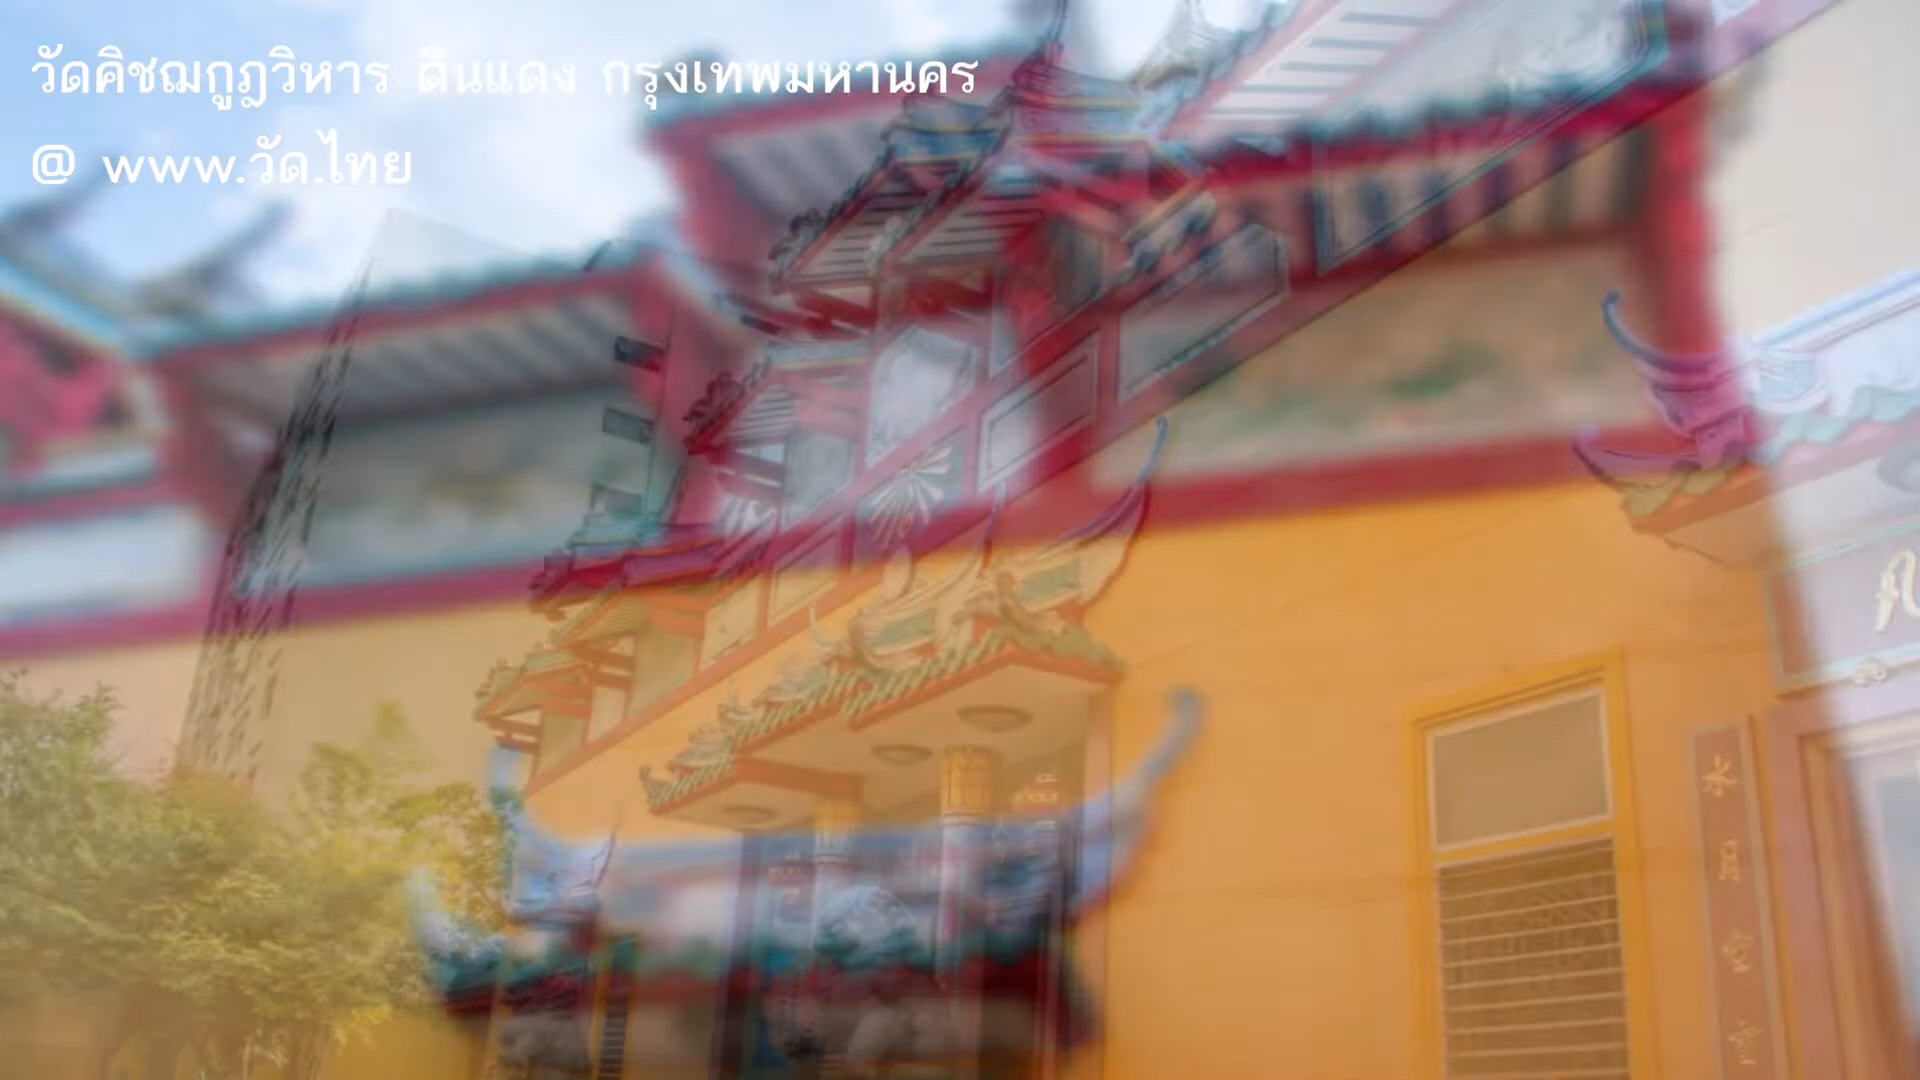 วัดคิชฌกูฏวิหาร ดินแดง กรุงเทพมหานคร
@ www.วัด.ไทย